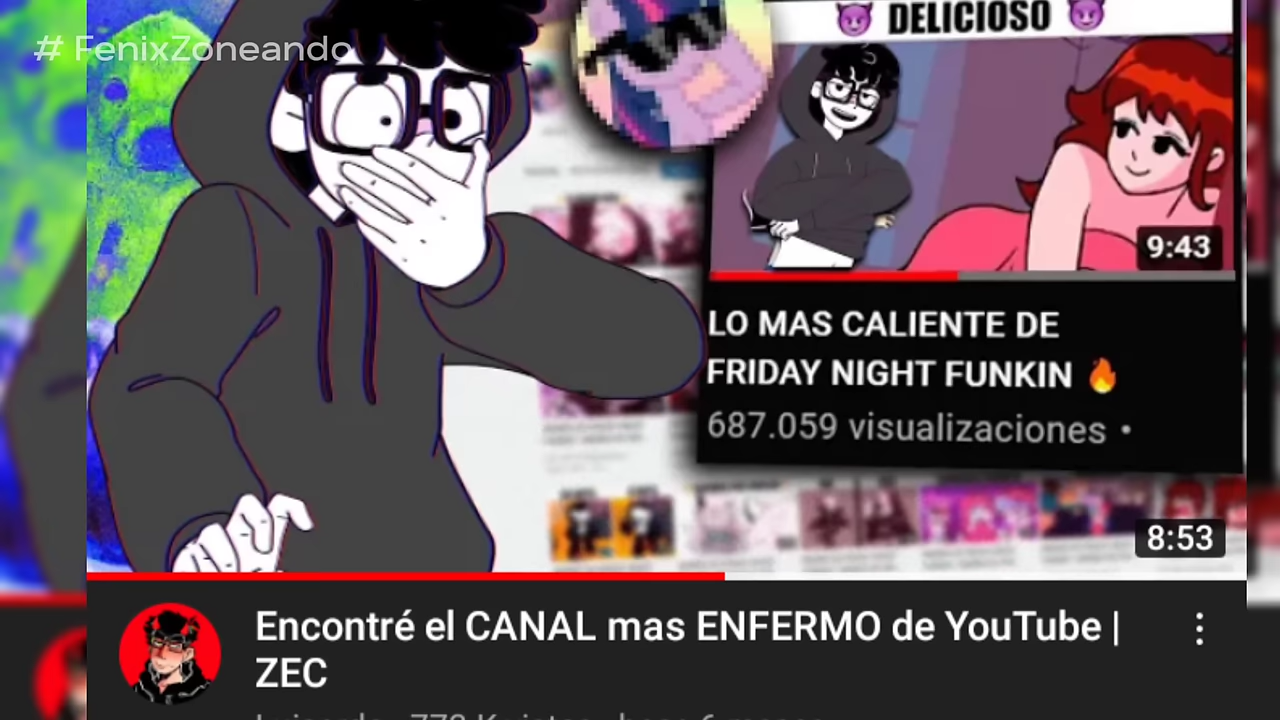 # FenixZoneando
😈 DELICIOSO 😈
9:43
LO MAS CALIENTE DE
FRIDAY NIGHT FUNKIN 🔥
687.059 visualizaciones •
8:53
Encontré el CANAL mas ENFERMO de YouTube |
ZEC